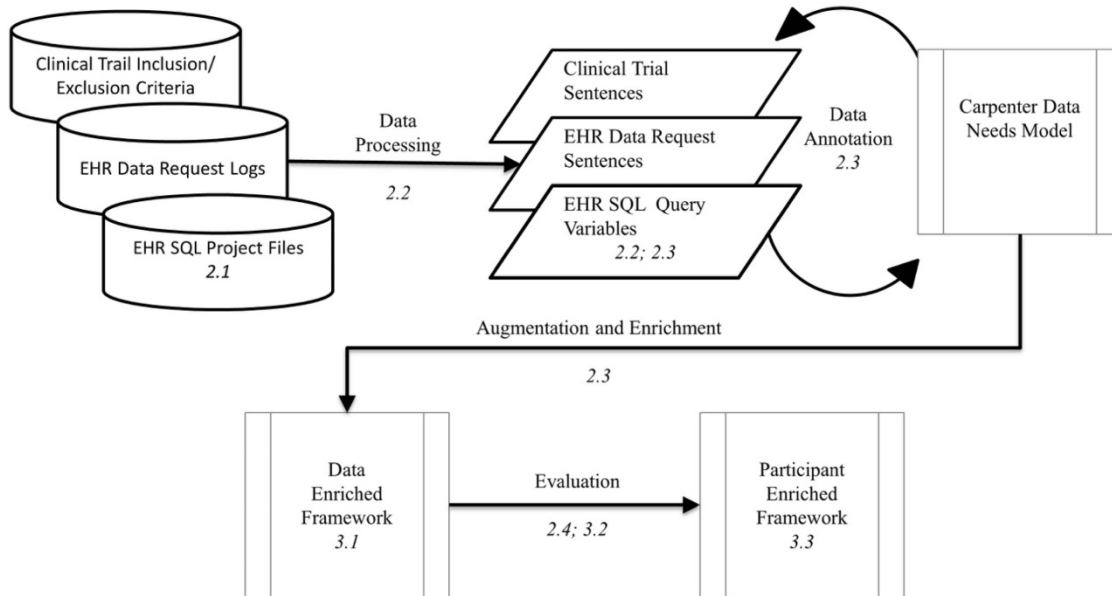 Clinical Trail Inclusion/
Exclusion Criteria
EHR Data Request Logs
EHR SQL Project Files
2.1
Data
Processing
2.2
Clinical Trial
Sentences
EHR Data Request
Sentences
EHR SQL Query
Variables
2.2; 2.3
Data
Annotation
2.3
Carpenter Data
Needs Model
Augmentation and Enrichment
2.3
Data
Enriched
Framework
3.1
Evaluation
2.4; 3.2
Participant
Enriched
Framework
3.3